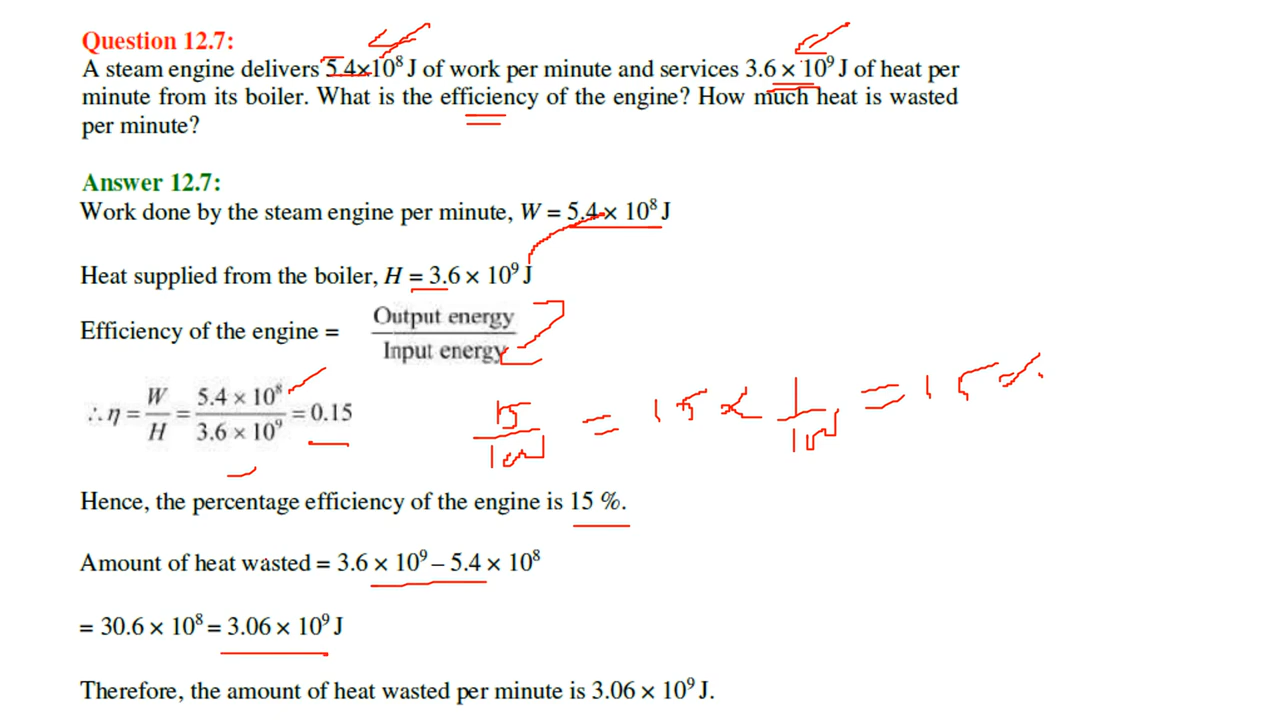 Question 12.7:
A steam engine delivers 5.4×10⁸ J of work per minute and services 3.6 × 10⁹ J of heat per
minute from its boiler. What is the efficiency of the engine? How much heat is wasted
per minute?
Answer 12.7:
Work done by the steam engine per minute, W = 5.4 × 10⁸ J
Heat supplied from the boiler, H = 3.6 × 10⁹ J
Efficiency of the engine = Output energy / Input energy
∴ η = W/H = 5.4 × 10⁸ / 3.6 × 10⁹ = 0.15
15/100 = 15 × 1/100 = 15 %
Hence, the percentage efficiency of the engine is 15 %.
Amount of heat wasted = 3.6 × 10⁹ – 5.4 × 10⁸
= 30.6 × 10⁸ = 3.06 × 10⁹ J
Therefore, the amount of heat wasted per minute is 3.06 × 10⁹ J.